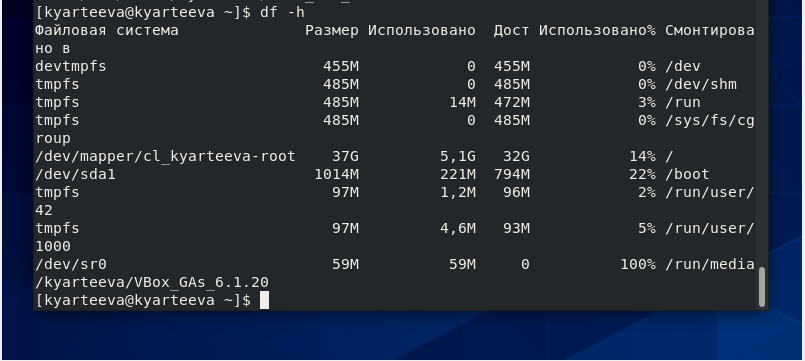 [kyarteeva@kyarteeva ~]$ df -h
Файловая система Размер Использовано Дост Использовано% Смонтирова
но в
devtmpfs 455M 0 455M 0% /dev
tmpfs 485M 0 485M 0% /dev/shm
tmpfs 485M 14M 472M 3% /run
tmpfs 485M 0 485M 0% /sys/fs/cg
roup
/dev/mapper/cl_kyarteeva-root 37G 5,1G 32G 14% /
/dev/sda1 1014M 221M 794M 22% /boot
tmpfs 97M 1,2M 96M 2% /run/user/
42
tmpfs 97M 4,6M 93M 5% /run/user/
1000
/dev/sr0 59M 59M 0 100% /run/media
/kyarteeva/VBox_GAs_6.1.20
[kyarteeva@kyarteeva ~]$